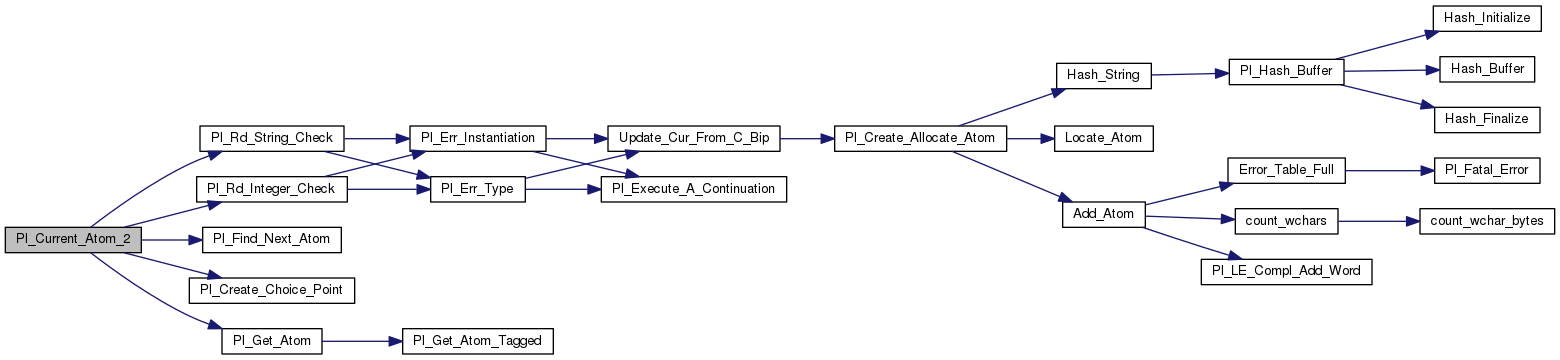 Pl_Current_Atom_2
Pl_Rd_String_Check
Pl_Rd_Integer_Check
Pl_Find_Next_Atom
Pl_Create_Choice_Point
Pl_Get_Atom
Pl_Err_Instantiation
Pl_Err_Type
Pl_Get_Atom_Tagged
Update_Cur_From_C_Bip
Pl_Execute_A_Continuation
Pl_Create_Allocate_Atom
Hash_String
Locate_Atom
Add_Atom
Pl_Hash_Buffer
Error_Table_Full
count_wchars
Pl_LE_Compl_Add_Word
Hash_Initialize
Hash_Buffer
Hash_Finalize
Pl_Fatal_Error
count_wchar_bytes